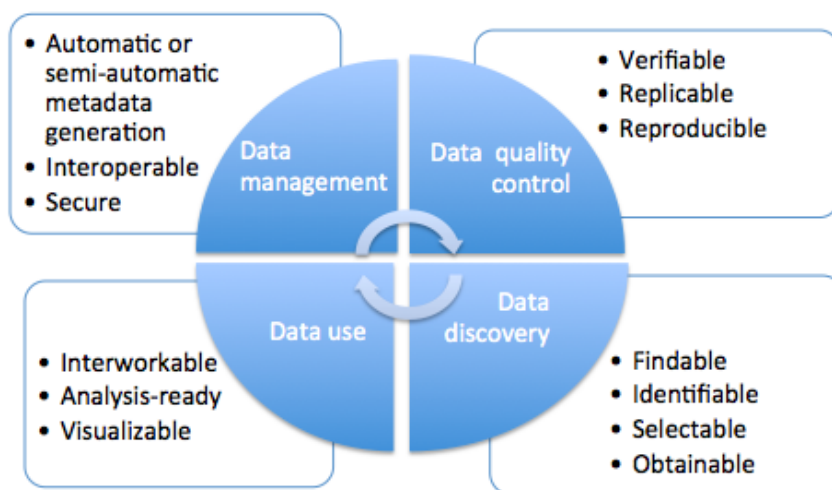 • Automatic or
semi-automatic
metadata
generation
• Interoperable
• Secure
Data
management
Data quality
control
• Verifiable
• Replicable
• Reproducible
• Interworkable
• Analysis-ready
• Visualizable
Data use
Data
discovery
• Findable
• Identifiable
• Selectable
• Obtainable